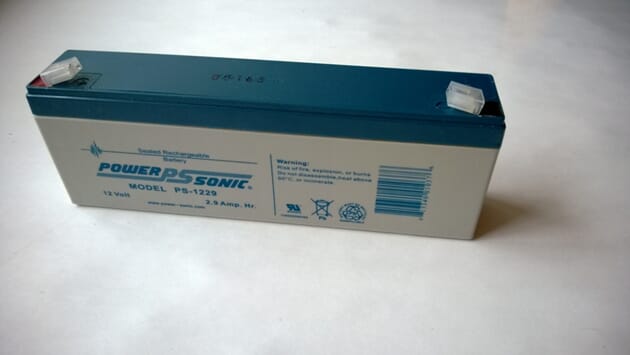 Sealed Rechargeable
Battery
POWER PS SONIC®
MODEL PS-1229
12 Volt 2.9 Amp. Hr.
www.power-sonic.com
Warning:
Risk of fire, explosion, or burns
Do not disassemble,heat above
60°C, or incinerate
Pb